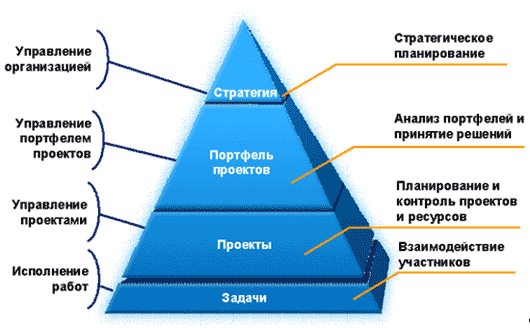 Управление
организацией
Стратегия
Стратегическое
планирование
Управление
портфелем
проектов
Портфель
проектов
Анализ портфелей и
принятие решений
Управление
проектами
Проекты
Планирование и
контроль проектов
и ресурсов
Исполнение
работ
Задачи
Взаимодействие
участников